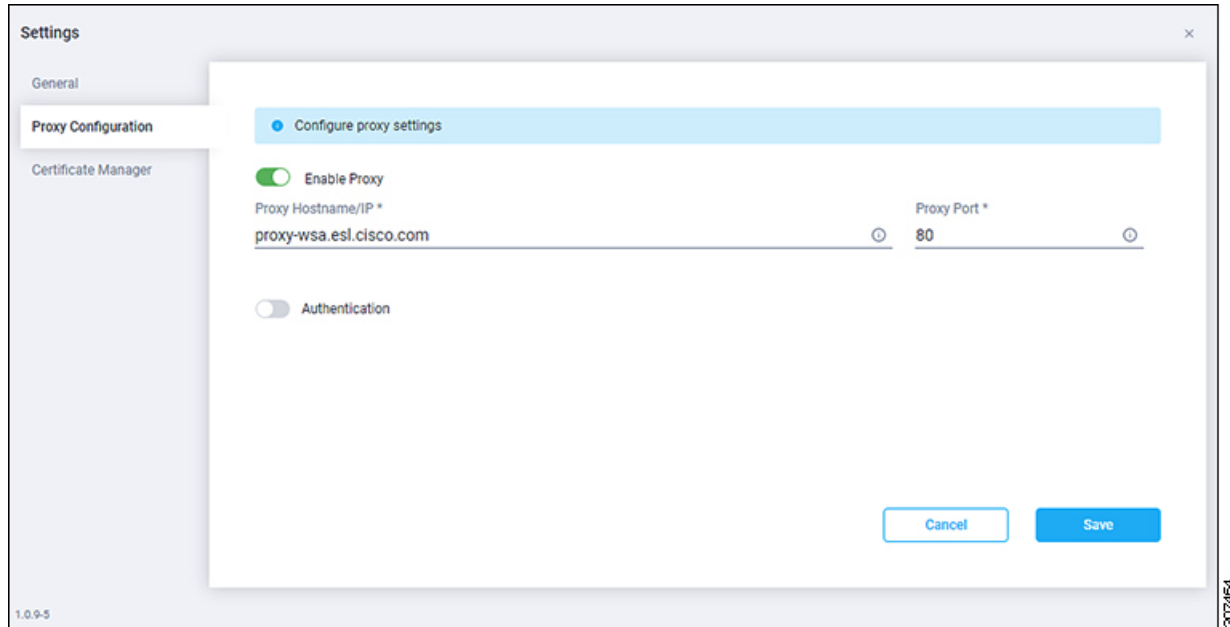 Settings
General
Proxy Configuration
Certificate Manager
Configure proxy settings
Enable Proxy
Proxy Hostname/IP *
proxy-wsa.esl.cisco.com
Proxy Port *
80
Authentication
Cancel
Save
1.0.9-5